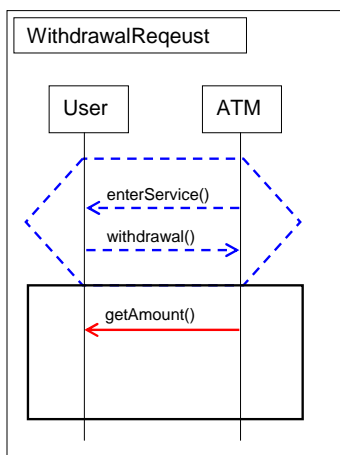 WithdrawalReqeust
User
ATM
enterService()
withdrawal()
getAmount()